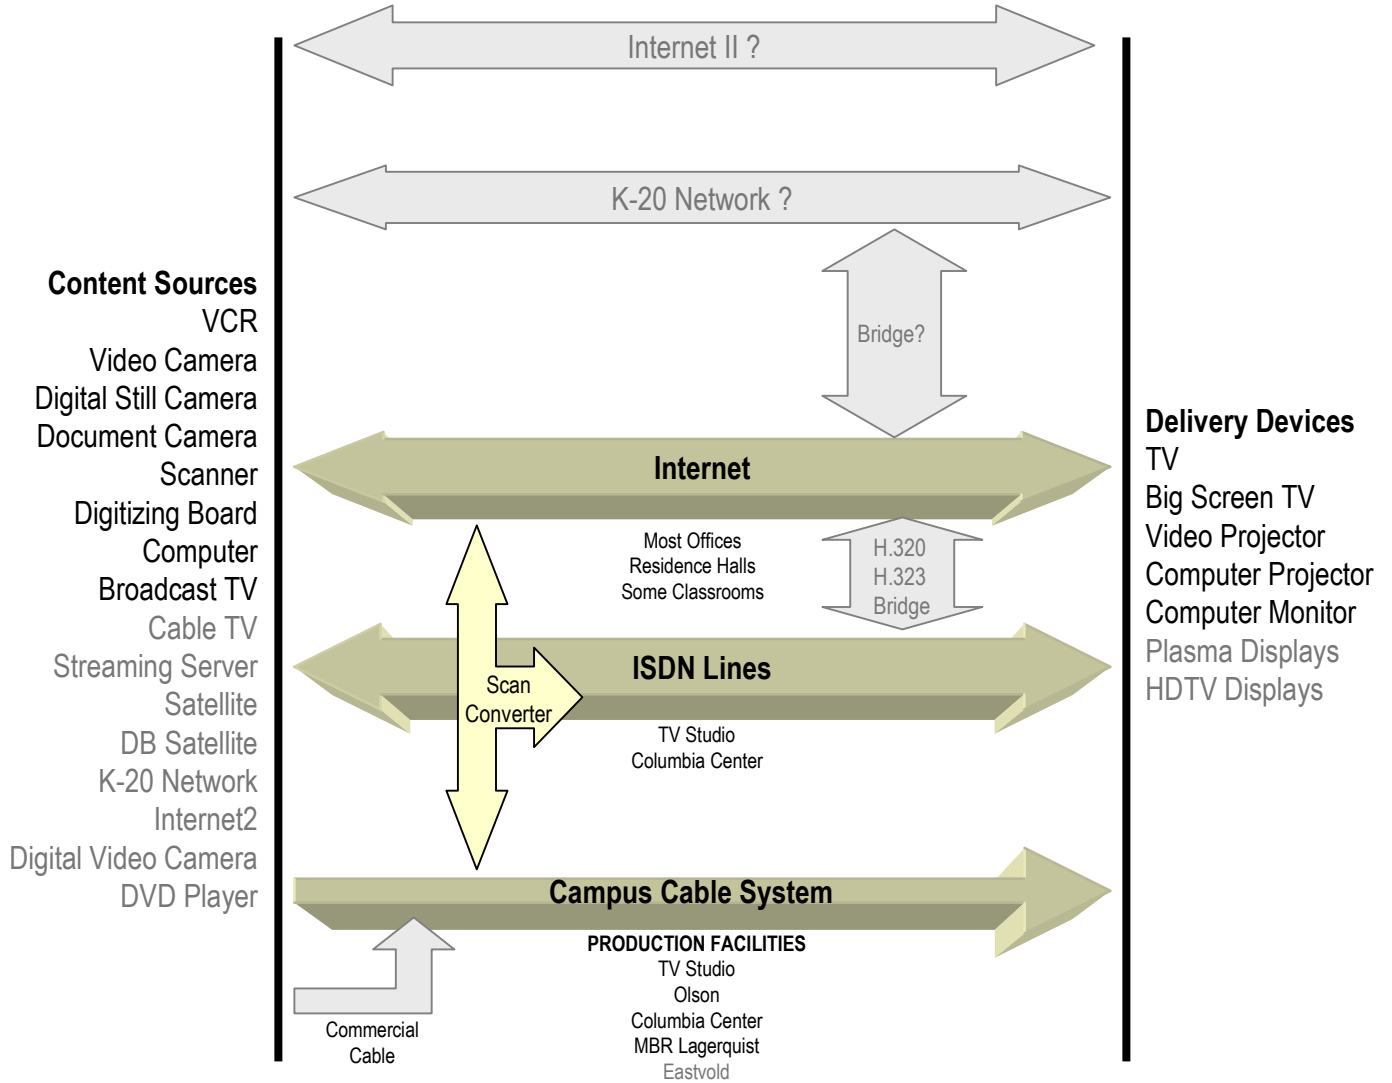 Internet II ?
K-20 Network ?
Bridge?
Content Sources
VCR
Video Camera
Digital Still Camera
Document Camera
Scanner
Digitizing Board
Computer
Broadcast TV
Cable TV
Streaming Server
Satellite
DB Satellite
K-20 Network
Internet2
Digital Video Camera
DVD Player
Internet
Most Offices
Residence Halls
Some Classrooms
H.320
H.323
Bridge
ISDN Lines
Scan
Converter
TV Studio
Columbia Center
Campus Cable System
PRODUCTION FACILITIES
TV Studio
Olson
Columbia Center
MBR Lagerquist
Eastvold
Commercial
Cable
Delivery Devices
TV
Big Screen TV
Video Projector
Computer Projector
Computer Monitor
Plasma Displays
HDTV Displays